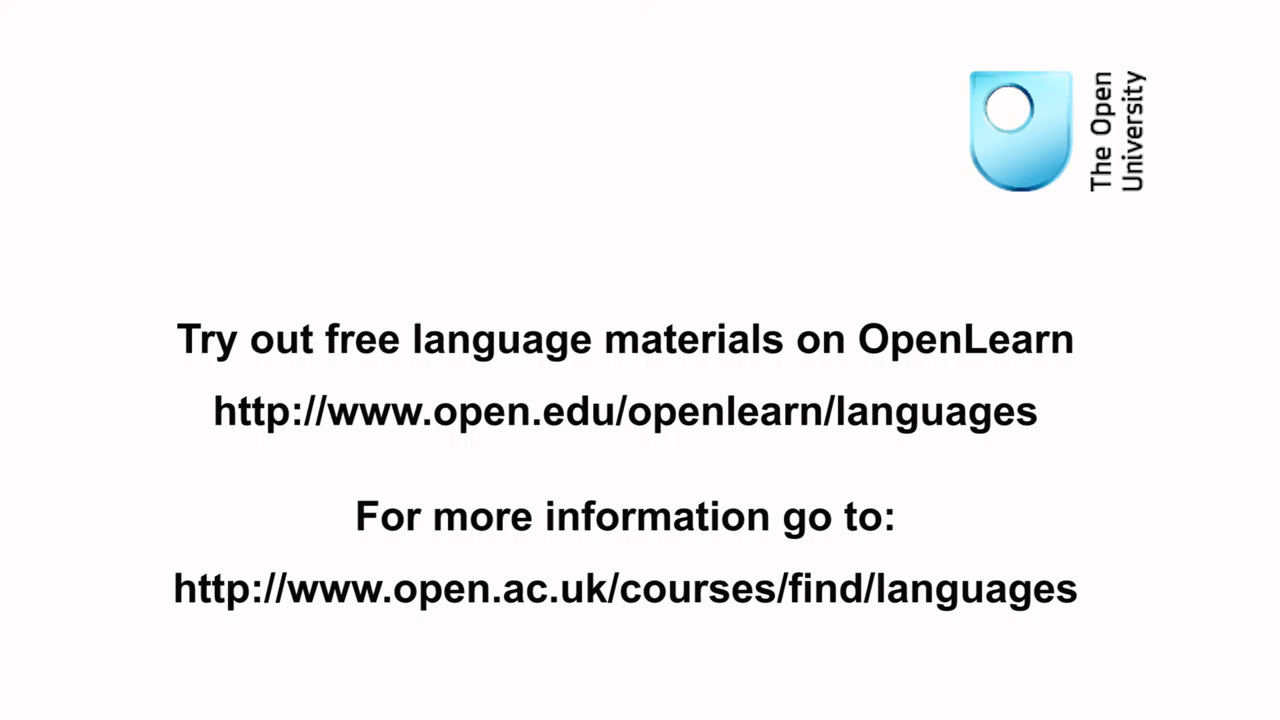 The Open
University
Try out free language materials on OpenLearn
http://www.open.edu/openlearn/languages
For more information go to:
http://www.open.ac.uk/courses/find/languages